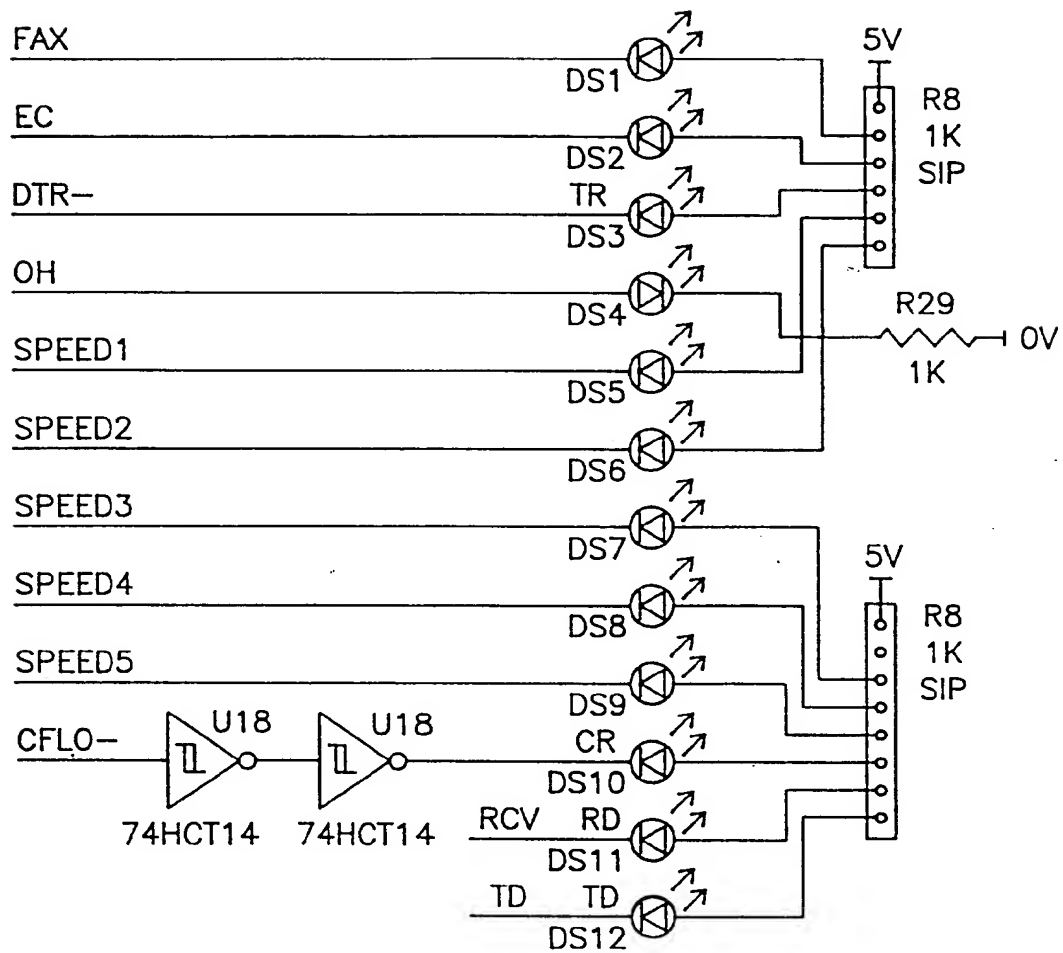 FAX
DS1
5V
R8
1K
SIP
EC
DS2
DTR-
TR
DS3
OH
DS4
R29
1K
0V
SPEED1
DS5
SPEED2
DS6
SPEED3
DS7
5V
R8
1K
SIP
SPEED4
DS8
SPEED5
DS9
CFLO-
U18
74HCT14
U18
74HCT14
CR
DS10
RCV
RD
DS11
TD
TD
DS12